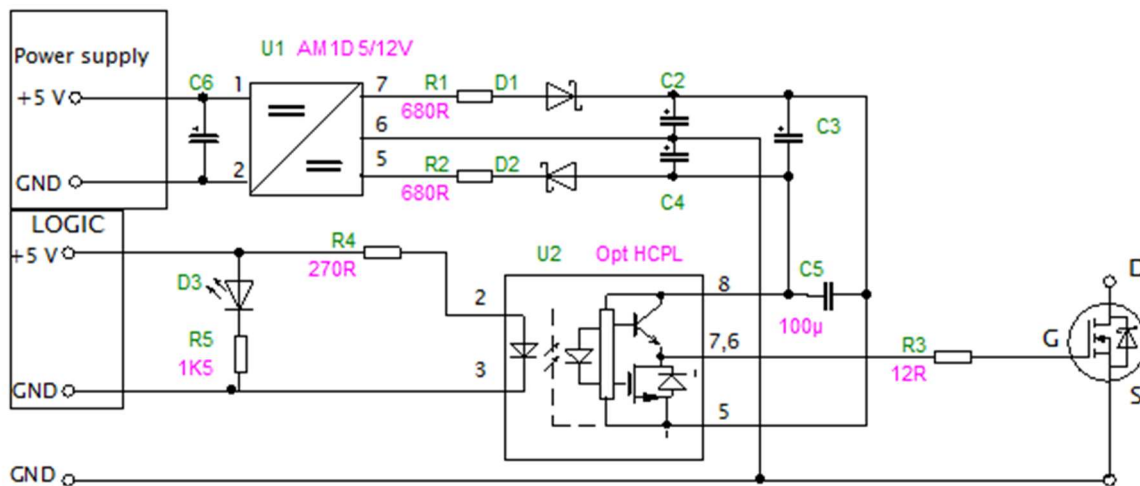 Power supply
+5 V
GND
C6
U1 AM1D 5/12V
1
2
7
6
5
R1
680R
D1
R2
680R
D2
C2
C4
C3
LOGIC
+5 V
GND
D3
R5
1K5
R4
270R
U2 Opt HCPL
2
3
8
7,6
5
C5
100µ
R3
12R
D
G
S
GND